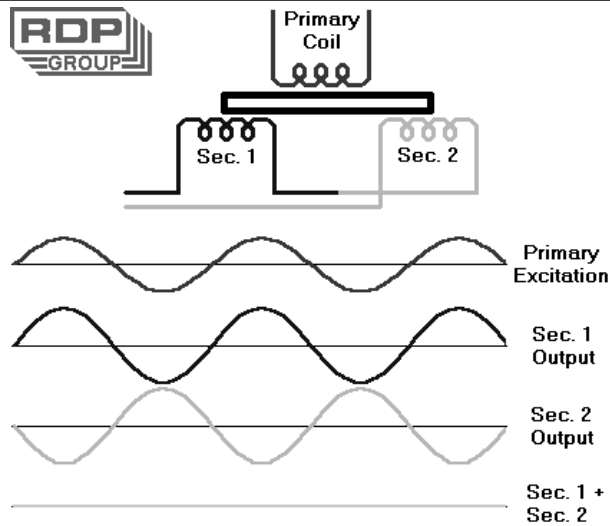 RDP
GROUP
Primary
Coil
Sec. 1
Sec. 2
Primary
Excitation
Sec. 1
Output
Sec. 2
Output
Sec. 1 +
Sec. 2